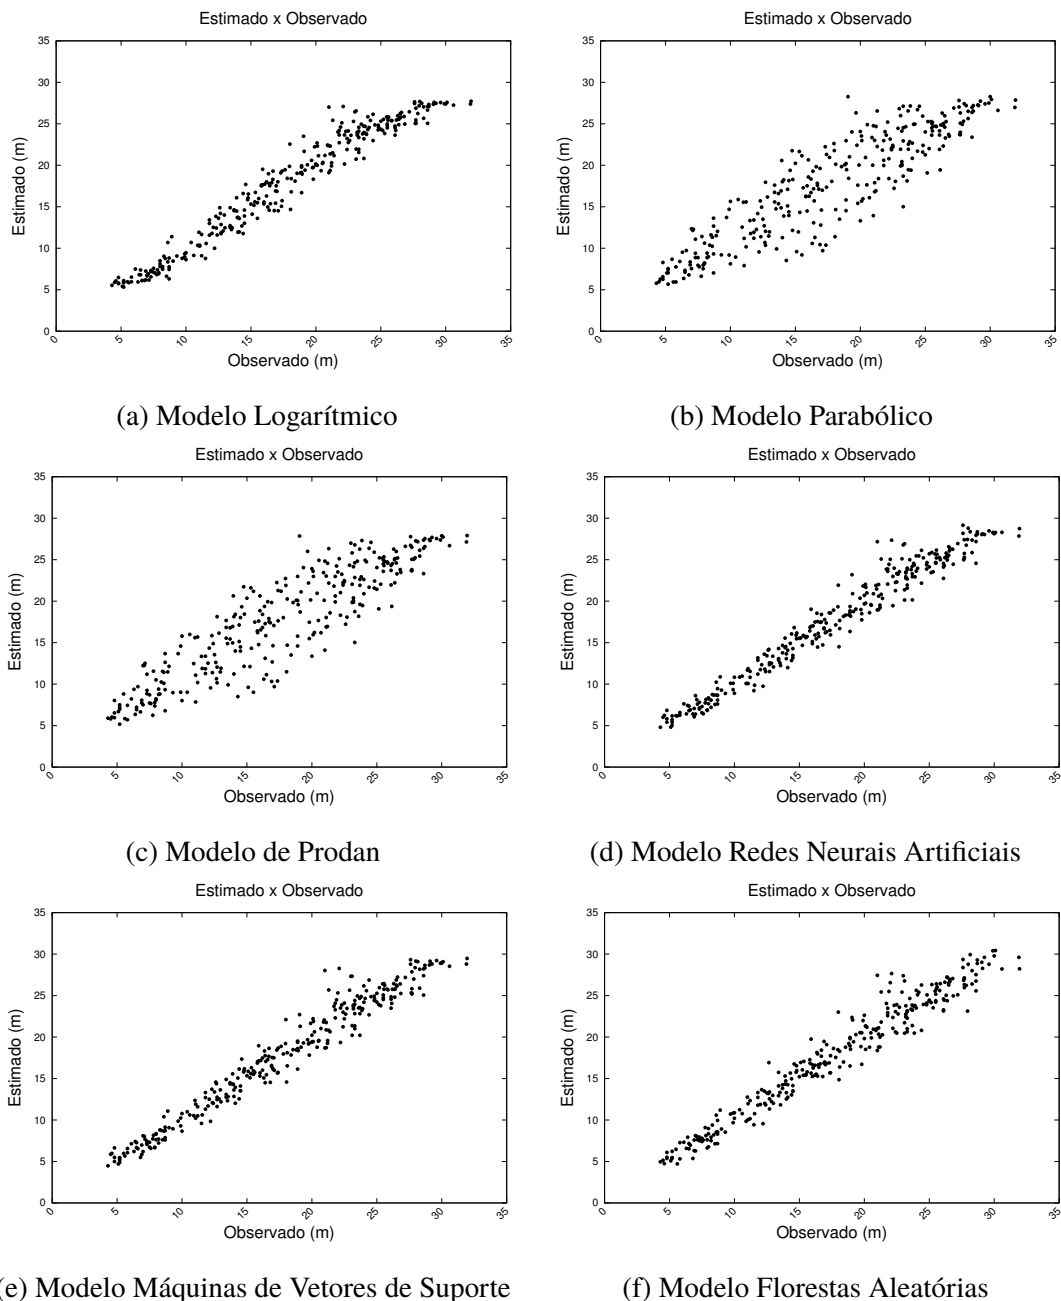 Estimado x Observado
35
30
25
20
15
10
5
0
Estimado (m)
0 5 10 15 20 25 30 35
Observado (m)
(a) Modelo Logarítmico
Estimado x Observado
35
30
25
20
15
10
5
0
Estimado (m)
0 5 10 15 20 25 30 35
Observado (m)
(b) Modelo Parabólico
Estimado x Observado
35
30
25
20
15
10
5
0
Estimado (m)
0 5 10 15 20 25 30 35
Observado (m)
(c) Modelo de Prodan
Estimado x Observado
35
30
25
20
15
10
5
0
Estimado (m)
0 5 10 15 20 25 30 35
Observado (m)
(d) Modelo Redes Neurais Artificiais
Estimado x Observado
35
30
25
20
15
10
5
0
Estimado (m)
0 5 10 15 20 25 30 35
Observado (m)
(e) Modelo Máquinas de Vetores de Suporte
Estimado x Observado
35
30
25
20
15
10
5
0
Estimado (m)
0 5 10 15 20 25 30 35
Observado (m)
(f) Modelo Florestas Aleatórias